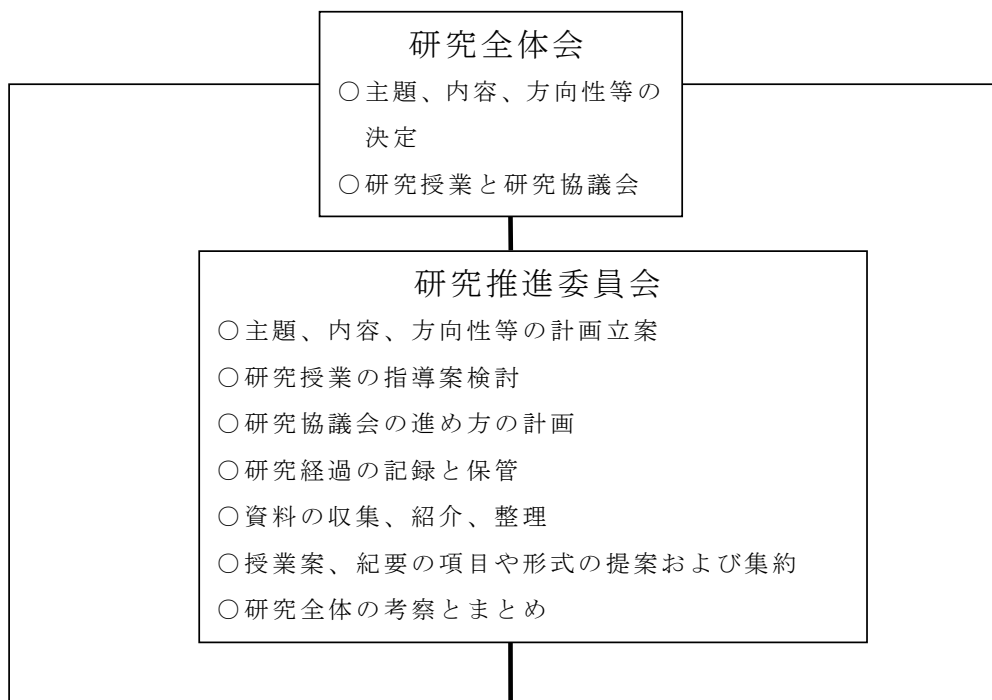 研究全体会
○主題、内容、方向性等の
決定
○研究授業と研究協議会
研究推進委員会
○主題、内容、方向性等の計画立案
○研究授業の指導案検討
○研究協議会の進め方の計画
○研究経過の記録と保管
○資料の収集、紹介、整理
○授業案、紀要の項目や形式の提案および集約
○研究全体の考察とまとめ